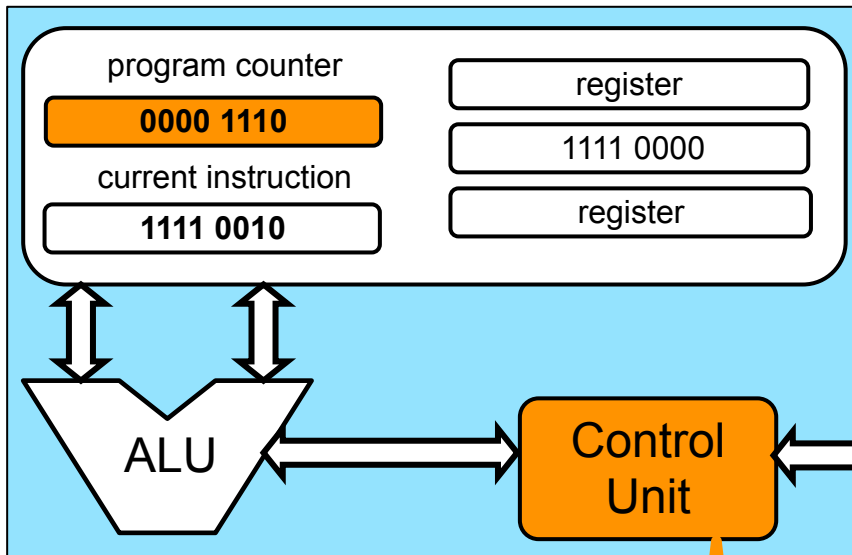 program counter
0000 1110
current instruction
1111 0010
register
1111 0000
register
ALU
Control
Unit